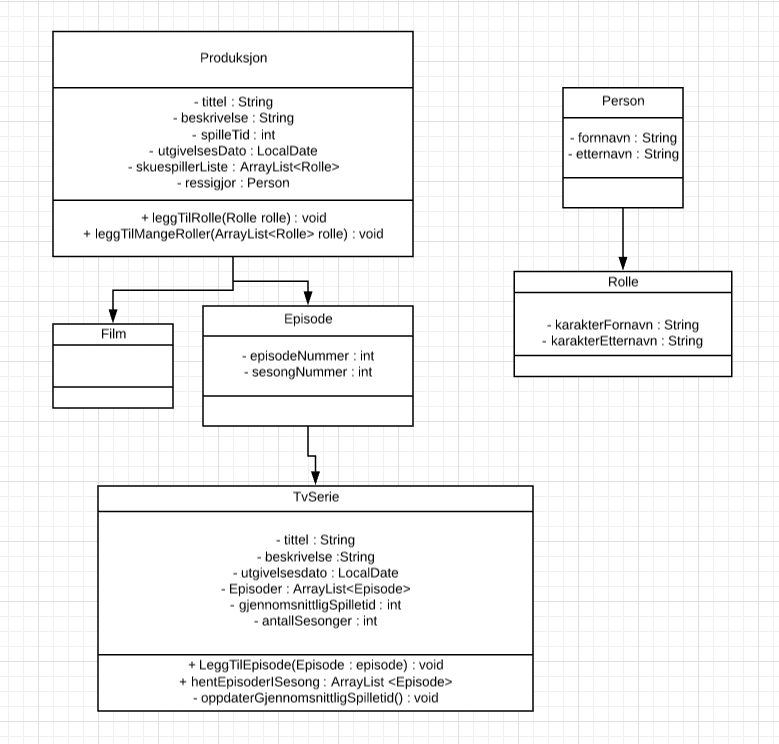 Produksjon
- tittel : String
- beskrivelse : String
- spilleTid : int
- utgivelsesDato : LocalDate
- skuespillerListe : ArrayList<Rolle>
- ressigjor : Person
+ leggTilRolle(Rolle rolle) : void
+ leggTilMangeRoller(ArrayList<Rolle> rolle) : void
Person
- fornnavn : String
- etternavn : String
Rolle
- karakterFornavn : String
- karakterEtternavn : String
Film
Episode
- episodeNummer : int
- sesongNummer : int
TvSerie
- tittel : String
- beskrivelse :String
- utgivelsesdato : LocalDate
- Episoder : ArrayList<Episode>
- gjennomsnittligSpilletid : int
- antallSesonger : int
+ LeggTilEpisode(Episode : episode) : void
+ hentEpisoderISesong : ArrayList <Episode>
- oppdaterGjennomsnittligSpilletid() : void